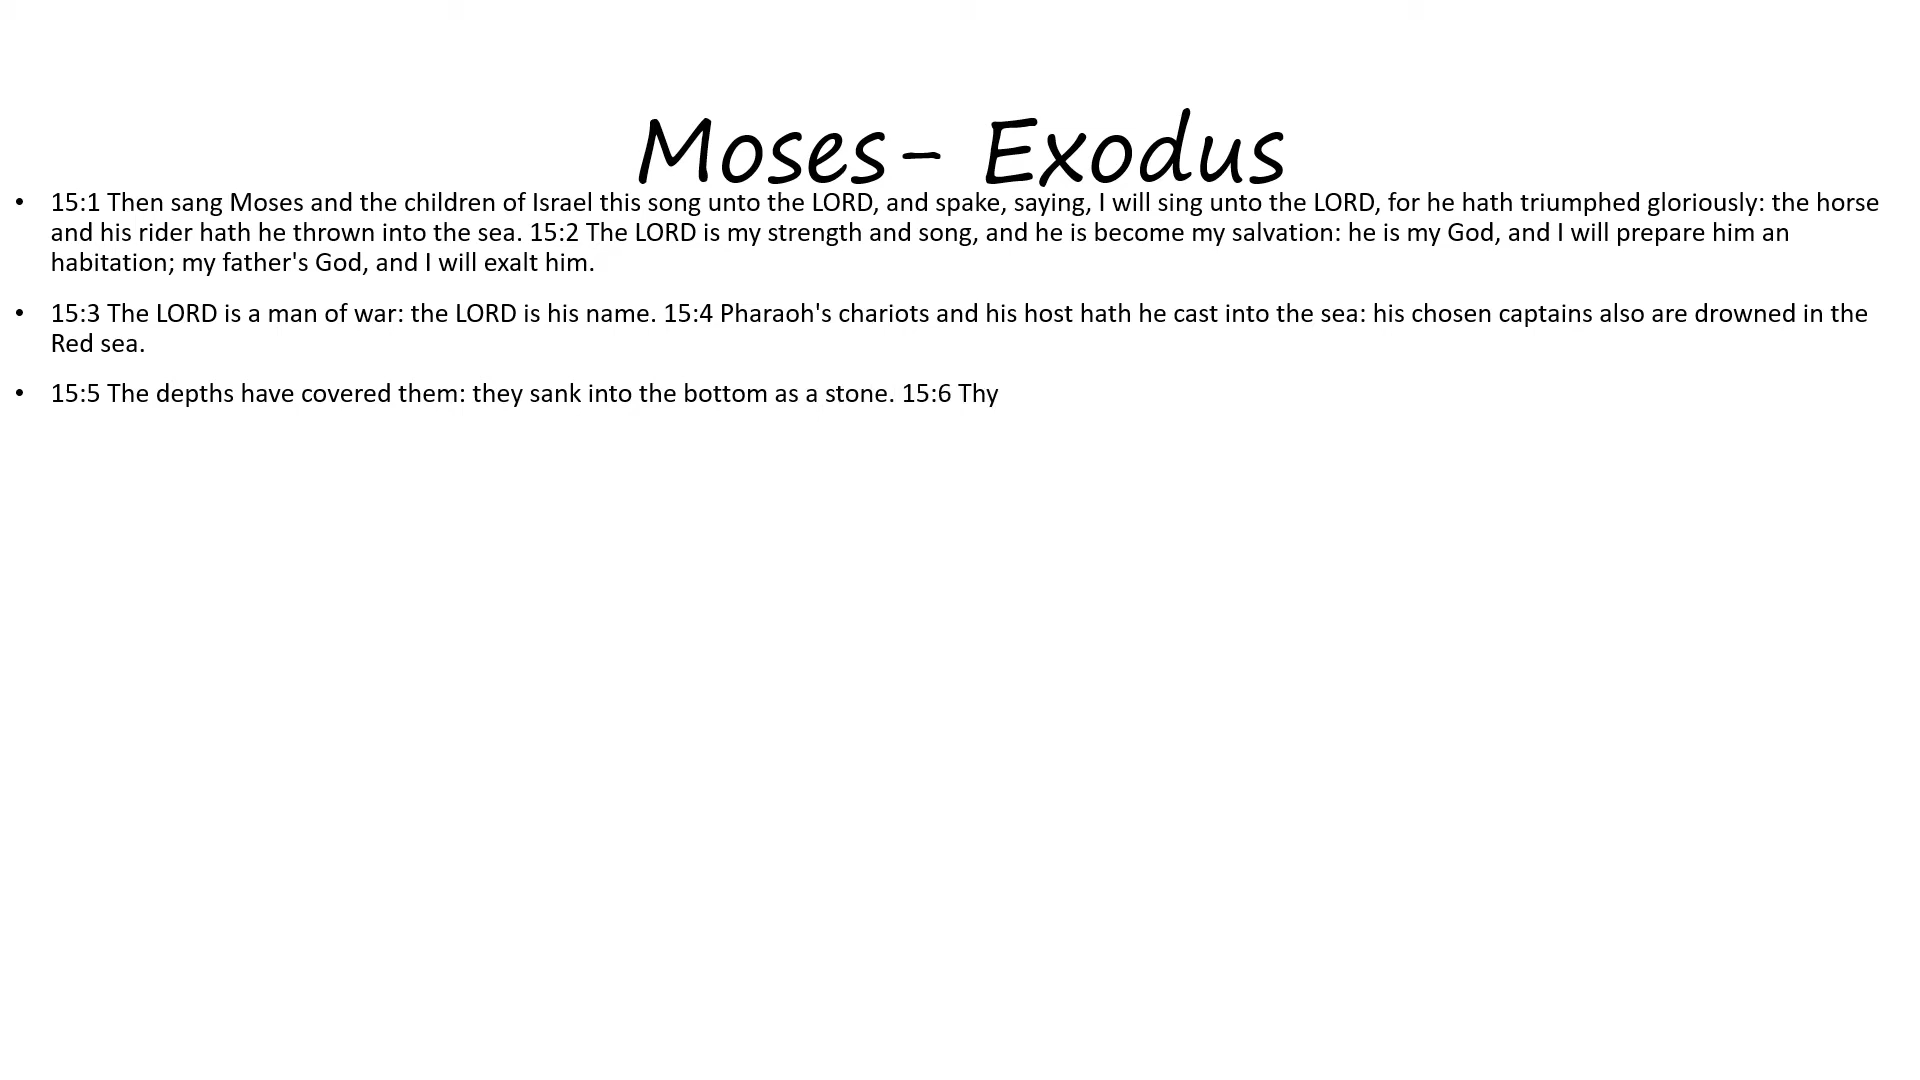 Moses- Exodus
• 15:1 Then sang Moses and the children of Israel this song unto the LORD, and spake, saying, I will sing unto the LORD, for he hath triumphed gloriously: the horse
and his rider hath he thrown into the sea. 15:2 The LORD is my strength and song, and he is become my salvation: he is my God, and I will prepare him an
habitation; my father's God, and I will exalt him.
• 15:3 The LORD is a man of war: the LORD is his name. 15:4 Pharaoh's chariots and his host hath he cast into the sea: his chosen captains also are drowned in the
Red sea.
• 15:5 The depths have covered them: they sank into the bottom as a stone. 15:6 Thy